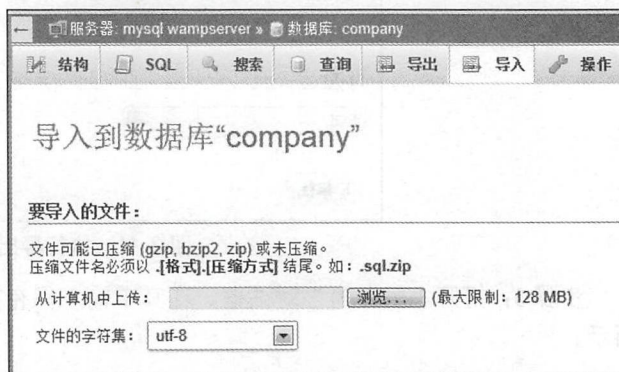 服务器: mysql wampserver » 数据库: company
结构 SQL 搜索 查询 导出 导入 操作
导入到数据库“company”
要导入的文件：
文件可能已压缩 (gzip, bzip2, zip) 或未压缩。
压缩文件名必须以 .[格式].[压缩方式] 结尾。如：.sql.zip
从计算机中上传： 浏览... (最大限制：128 MB)
文件的字符集： utf-8